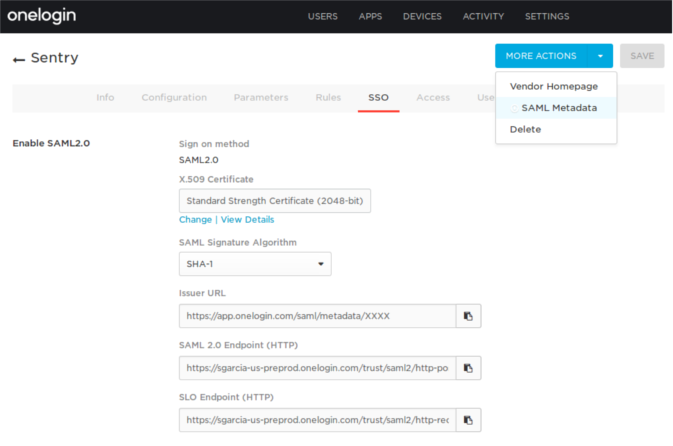 onelogin USERS APPS DEVICES ACTIVITY SETTINGS
Sentry MORE ACTIONS SAVE
Vendor Homepage
SAML Metadata
Delete
Info Configuration Parameters Rules SSO Access
Enable SAML2.0
Sign on method
SAML2.0
X.509 Certificate
Standard Strength Certificate (2048-bit)
Change | View Details
SAML Signature Algorithm
SHA-1
Issuer URL
https://app.onelogin.com/saml/metadata/XXXX
SAML 2.0 Endpoint (HTTP)
https://sgarcia-us-preprod.onelogin.com/trust/saml2/http-po
SLO Endpoint (HTTP)
https://sgarcia-us-preprod.onelogin.com/trust/saml2/http-rec